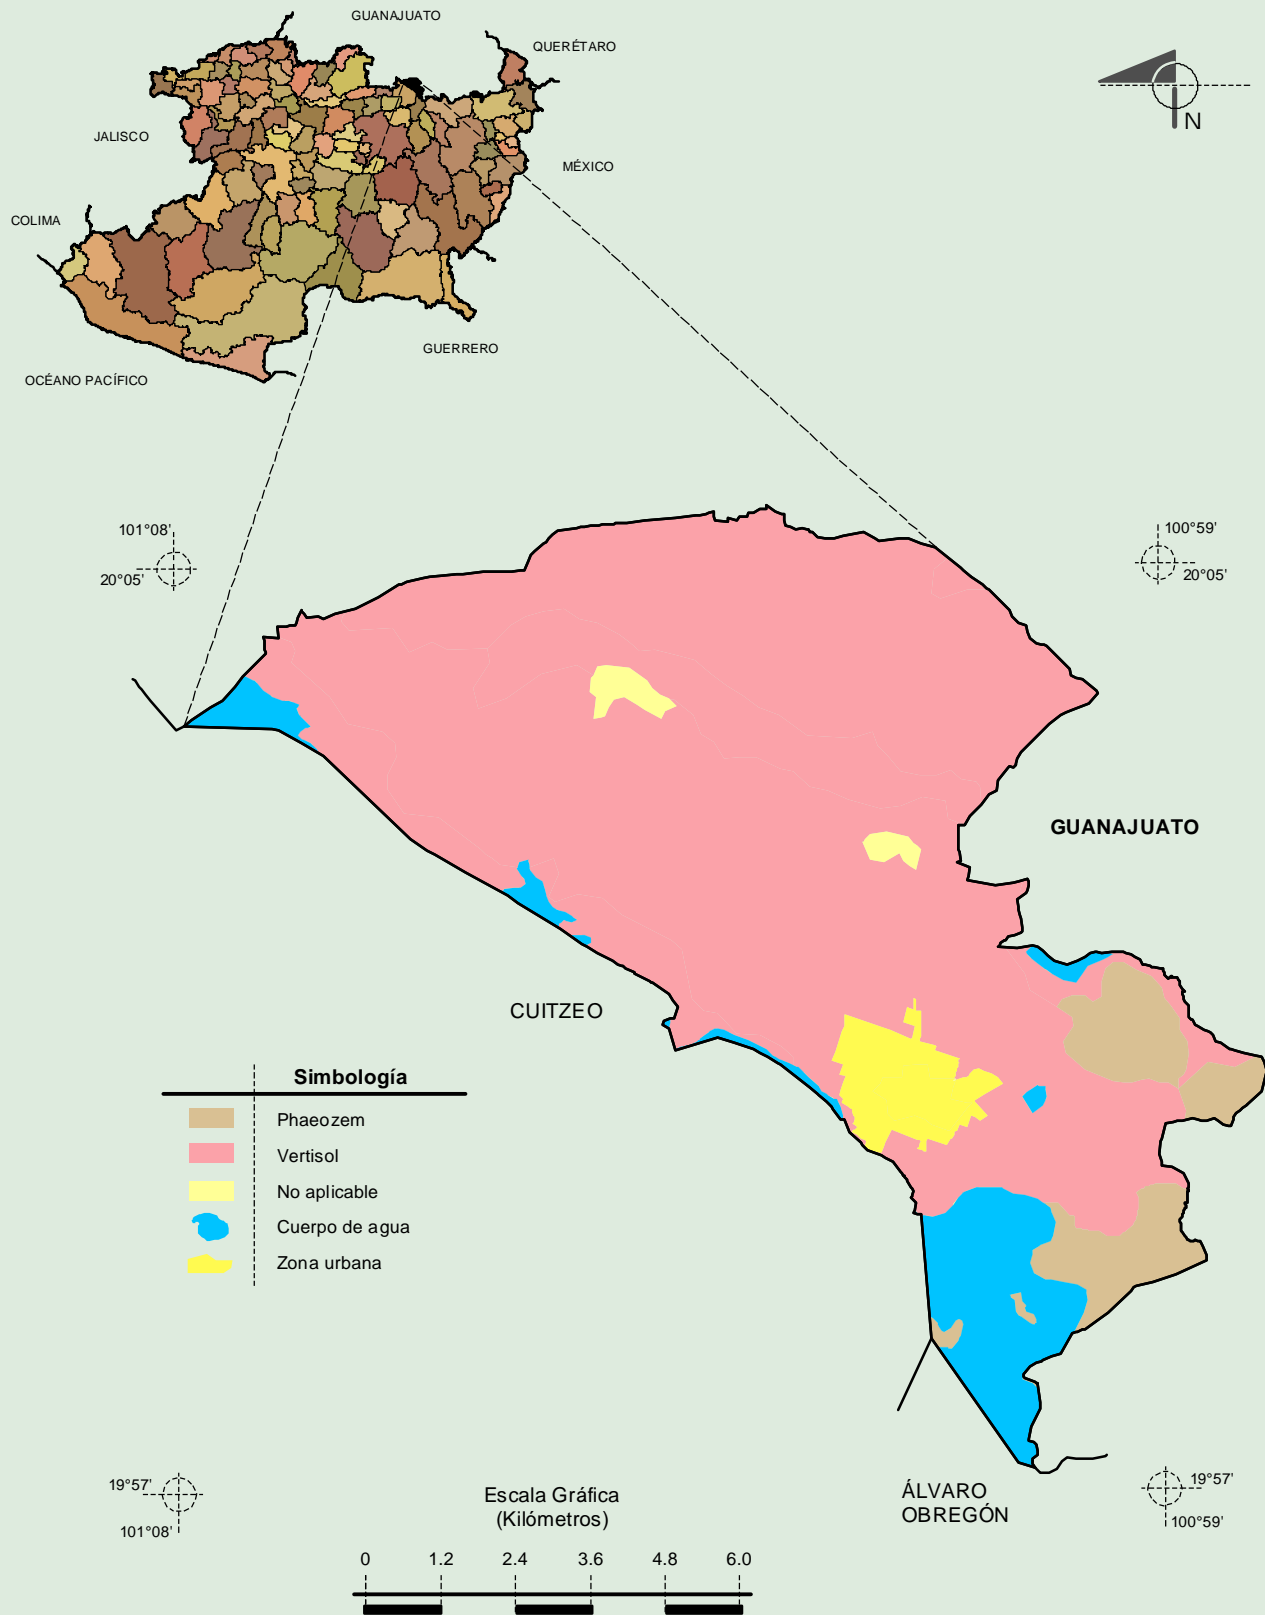 GUANAJUATO
QUERÉTARO
JALISCO
MÉXICO
COLIMA
GUERRERO
OCÉANO PACÍFICO
N
101°08'
20°05'
100°59'
20°05'
GUANAJUATO
CUITZEO
Simbología
Phaeozem
Vertisol
No aplicable
Cuerpo de agua
Zona urbana
19°57'
101°08'
Escala Gráfica
(Kilómetros)
ÁLVARO
OBREGÓN
19°57'
100°59'
0 1.2 2.4 3.6 4.8 6.0